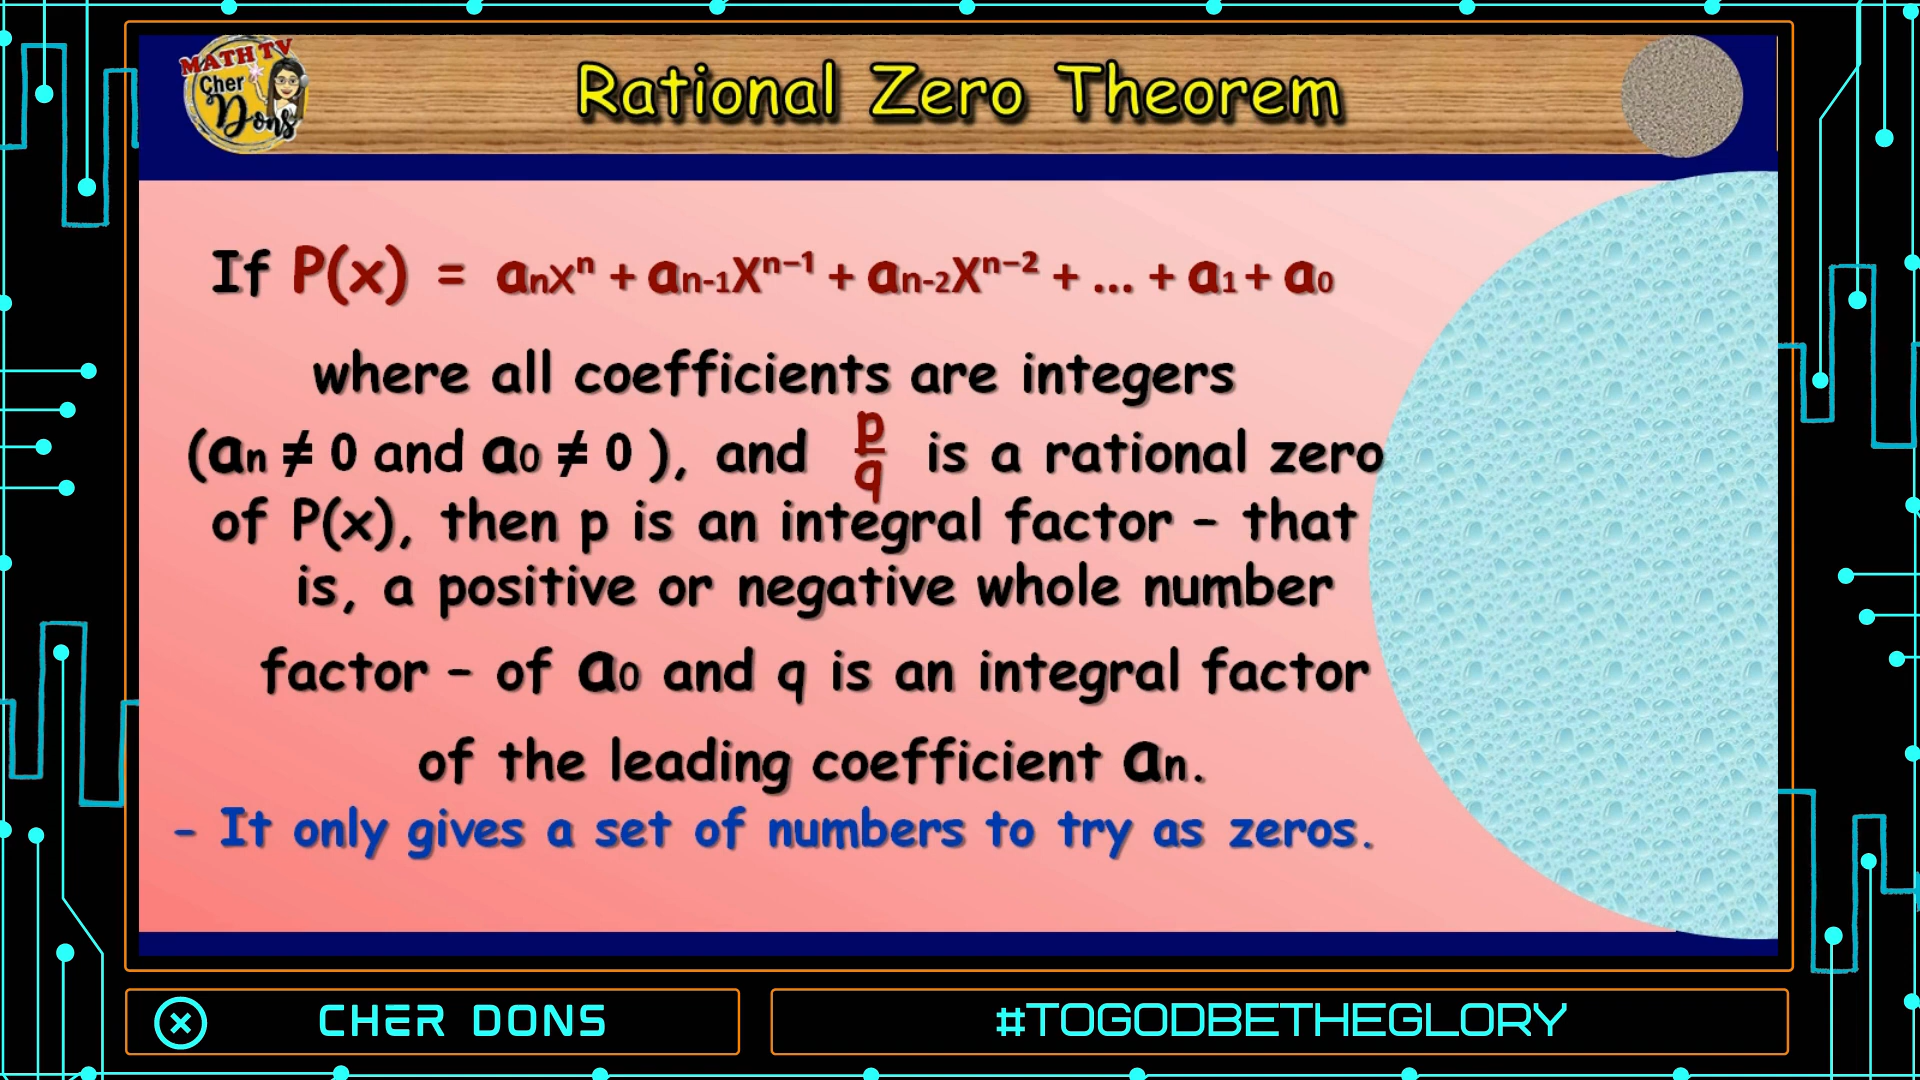 MATH TV
Cher
Dons
Rational Zero Theorem
If P(x) = aₙxⁿ + aₙ₋₁xⁿ⁻¹ + aₙ₋₂xⁿ⁻² + ... + a₁ + a₀
where all coefficients are integers
(aₙ ≠ 0 and a₀ ≠ 0 ), and p/q is a rational zero
of P(x), then p is an integral factor – that
is, a positive or negative whole number
factor – of a₀ and q is an integral factor
of the leading coefficient aₙ.
- It only gives a set of numbers to try as zeros.
CHER DONS
#TOGODBETHEGLORY